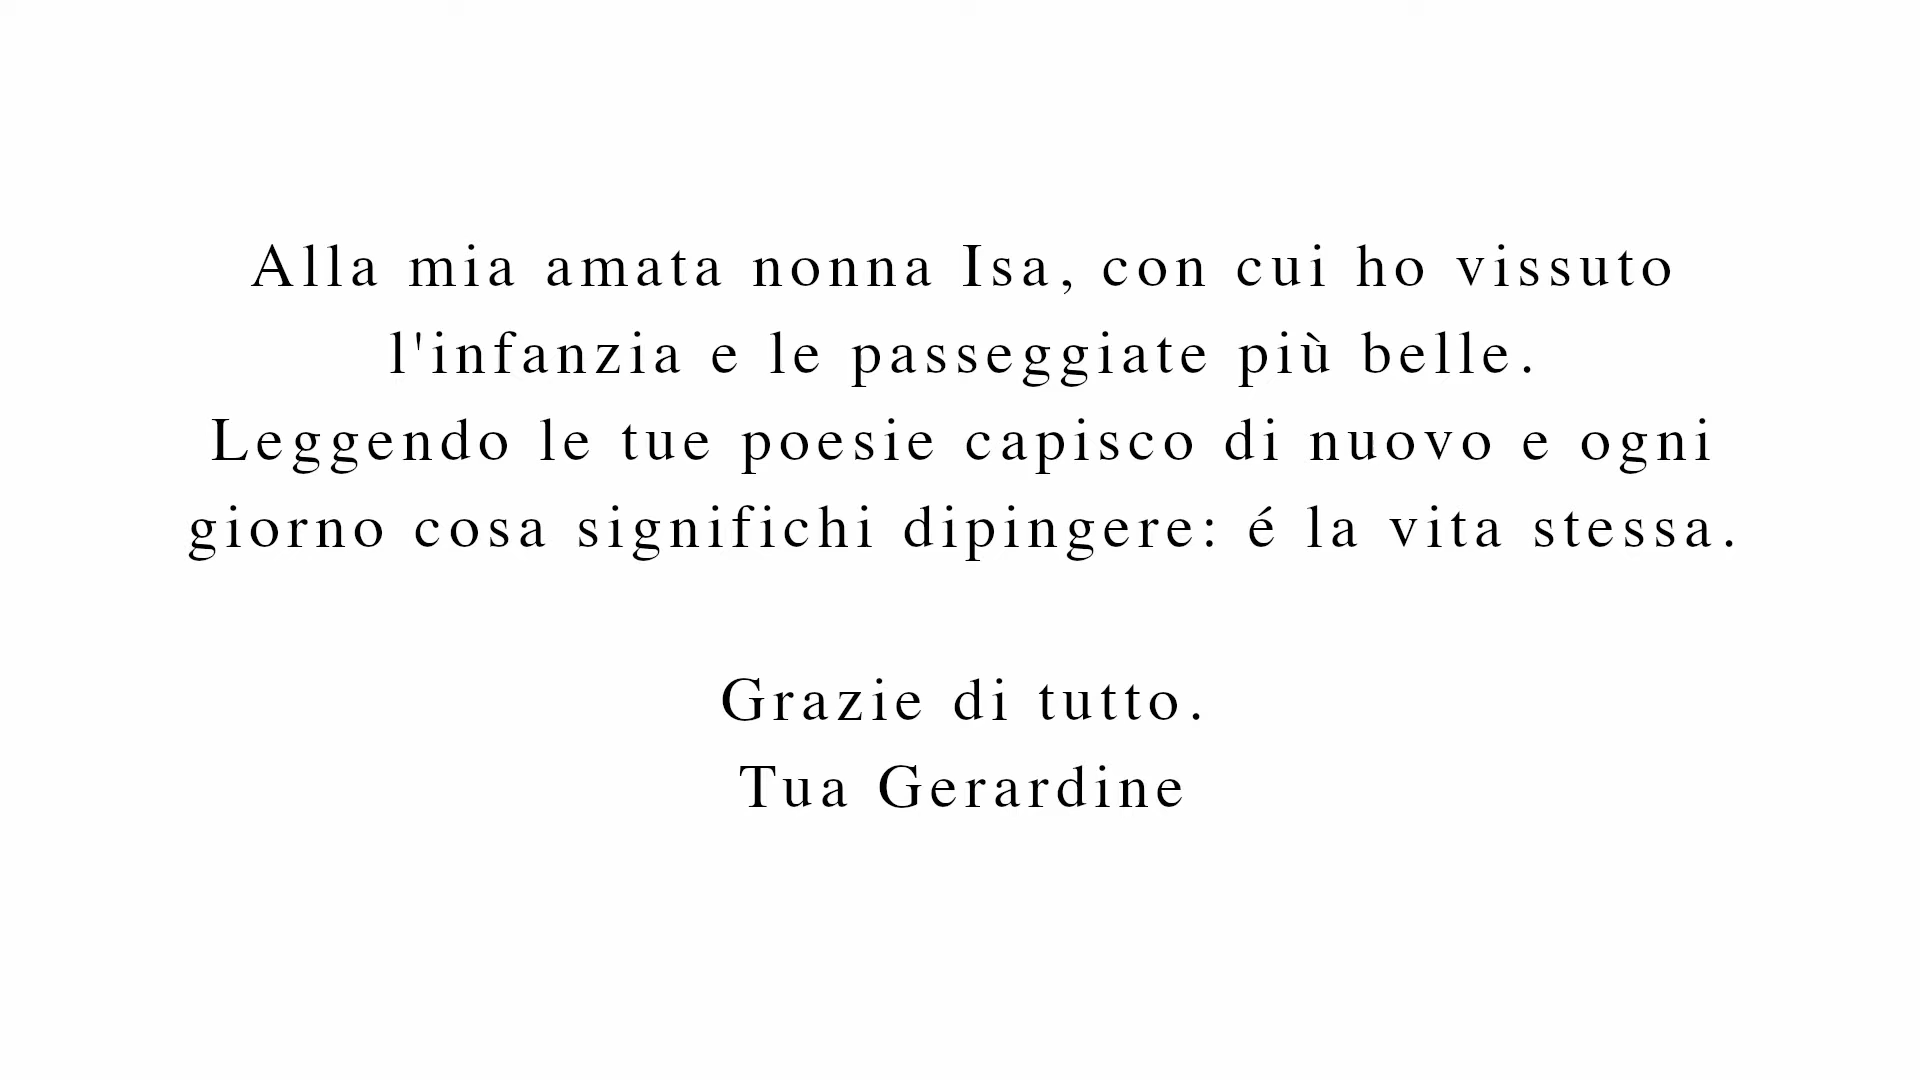 Alla mia amata nonna Isa, con cui ho vissuto
l'infanzia e le passeggiate più belle.
Leggendo le tue poesie capisco di nuovo e ogni
giorno cosa significhi dipingere: é la vita stessa.
Grazie di tutto.
Tua Gerardine